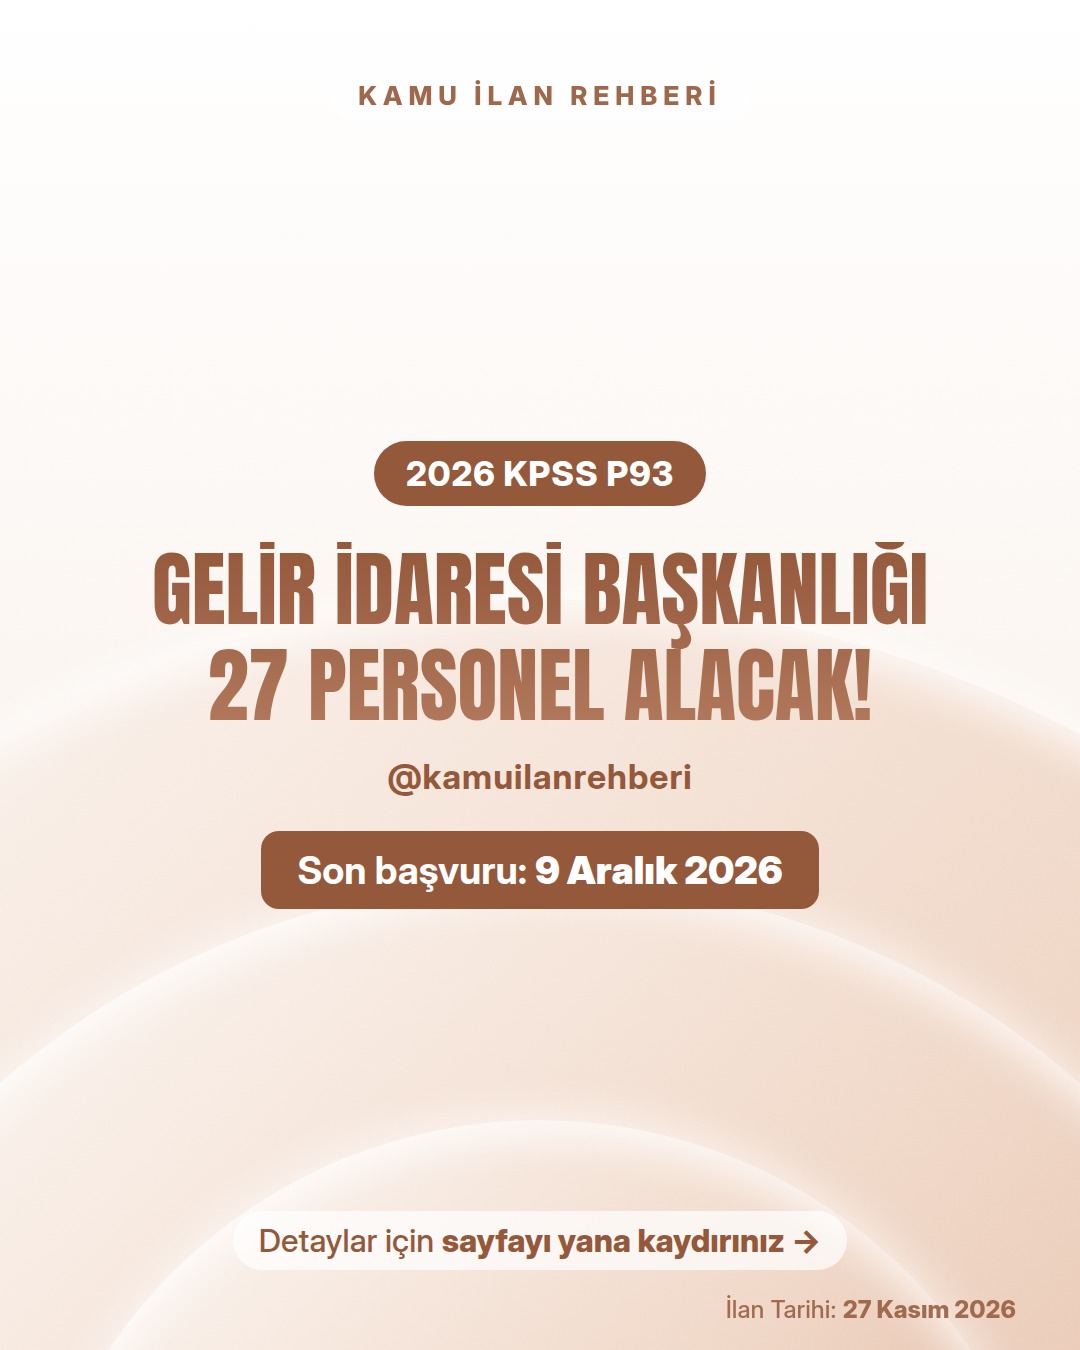 KAMU İLAN REHBERİ
2026 KPSS P93
GELİR İDARESİ BAŞKANLIĞI
27 PERSONEL ALACAK!
@kamuilanrehberi
Son başvuru: 9 Aralık 2026
Detaylar için sayfayı yana kaydırınız →
İlan Tarihi: 27 Kasım 2026